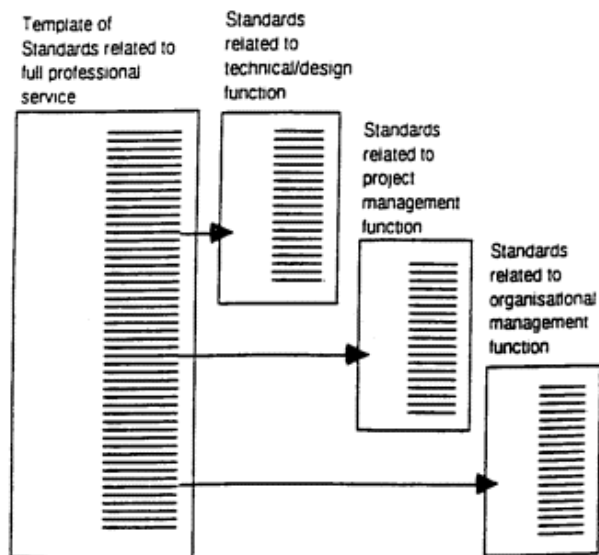 Template of
Standards related to
full professional
service
Standards
related to
technical/design
function
Standards
related to
project
management
function
Standards
related to
organisational
management
function